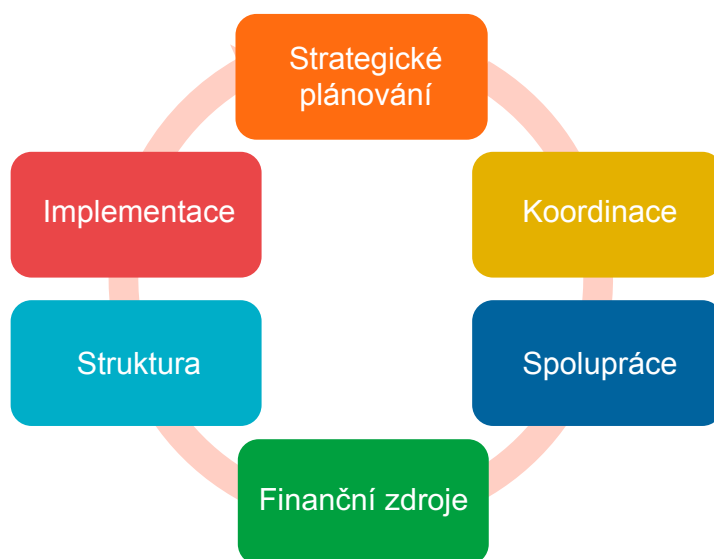 Strategické
plánování
Koordinace
Spolupráce
Finanční zdroje
Struktura
Implementace